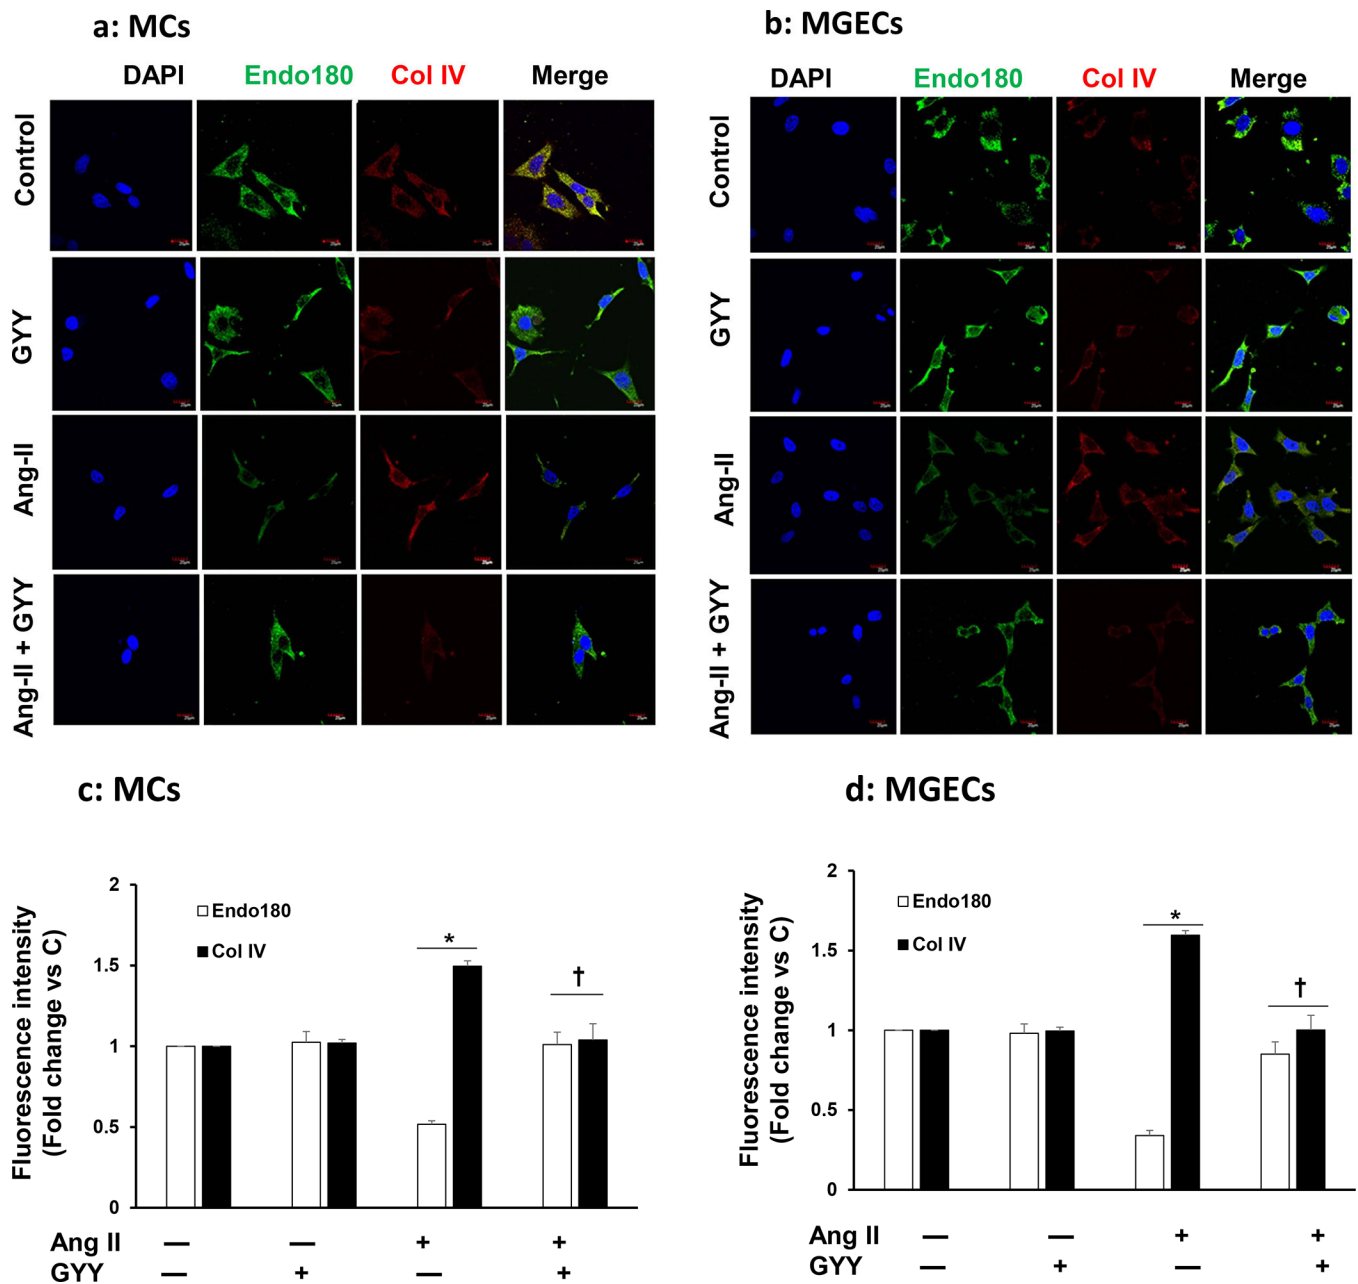 a: MCs
DAPI Endo180 Col IV Merge
Control
GYY
Ang-II
Ang-II + GYY
b: MGECs
DAPI Endo180 Col IV Merge
Control
GYY
Ang-II
Ang-II + GYY
c: MCs
Fluorescence intensity
(Fold change vs C)
2
1.5
1
0.5
0
Endo180
Col IV
*
†
Ang II — — + +
GYY — + — +
d: MGECs
Fluorescence intensity
(Fold change vs C)
2
1.5
1
0.5
0
Endo180
Col IV
*
†
Ang II — — + +
GYY — + — +